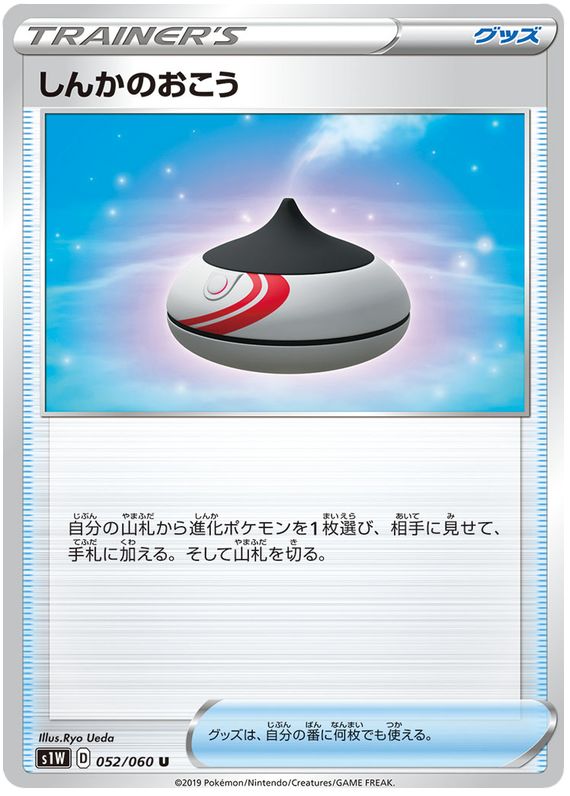 TRAINER'S
グッズ
しんかのおこう
自分の山札から進化ポケモンを1枚選び、相手に見せて、
手札に加える。そして山札を切る。
Illus.Ryo Ueda
グッズは、自分の番に何枚でも使える。
s1W D 052/060 U
©2019 Pokémon/Nintendo/Creatures/GAME FREAK.